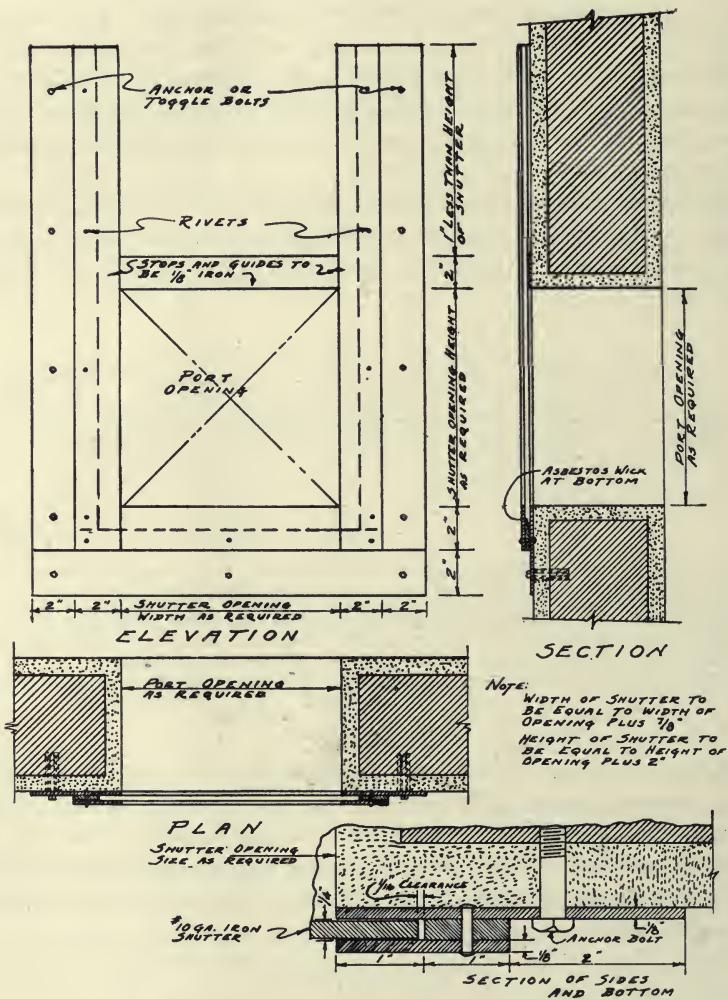 ANCHOR OR
TOGGLE BOLTS
RIVETS
STOPS AND GUIDES TO
BE 1/8" IRON
PORT
OPENING
1" LESS THAN HEIGHT
OF SHUTTER
2"
SHUTTER OPENING HEIGHT
AS REQUIRED
2"
2"
2"
2"
SHUTTER OPENING
WIDTH AS REQUIRED
2"
2"
ELEVATION
PORT OPENING
AS REQUIRED
ASBESTOS WICK
AT BOTTOM
SECTION
PORT OPENING
AS REQUIRED
NOTE:
WIDTH OF SHUTTER TO
BE EQUAL TO WIDTH OF
OPENING PLUS 7/8"
HEIGHT OF SHUTTER TO
BE EQUAL TO HEIGHT OF
OPENING PLUS 2"
PLAN
SHUTTER OPENING
SIZE AS REQUIRED
1/16" CLEARANCE
1/4"
#10 GA. IRON
SHUTTER
ANCHOR BOLT
1/8"
1/8"
1"
1"
2"
SECTION OF SIDES
AND BOTTOM